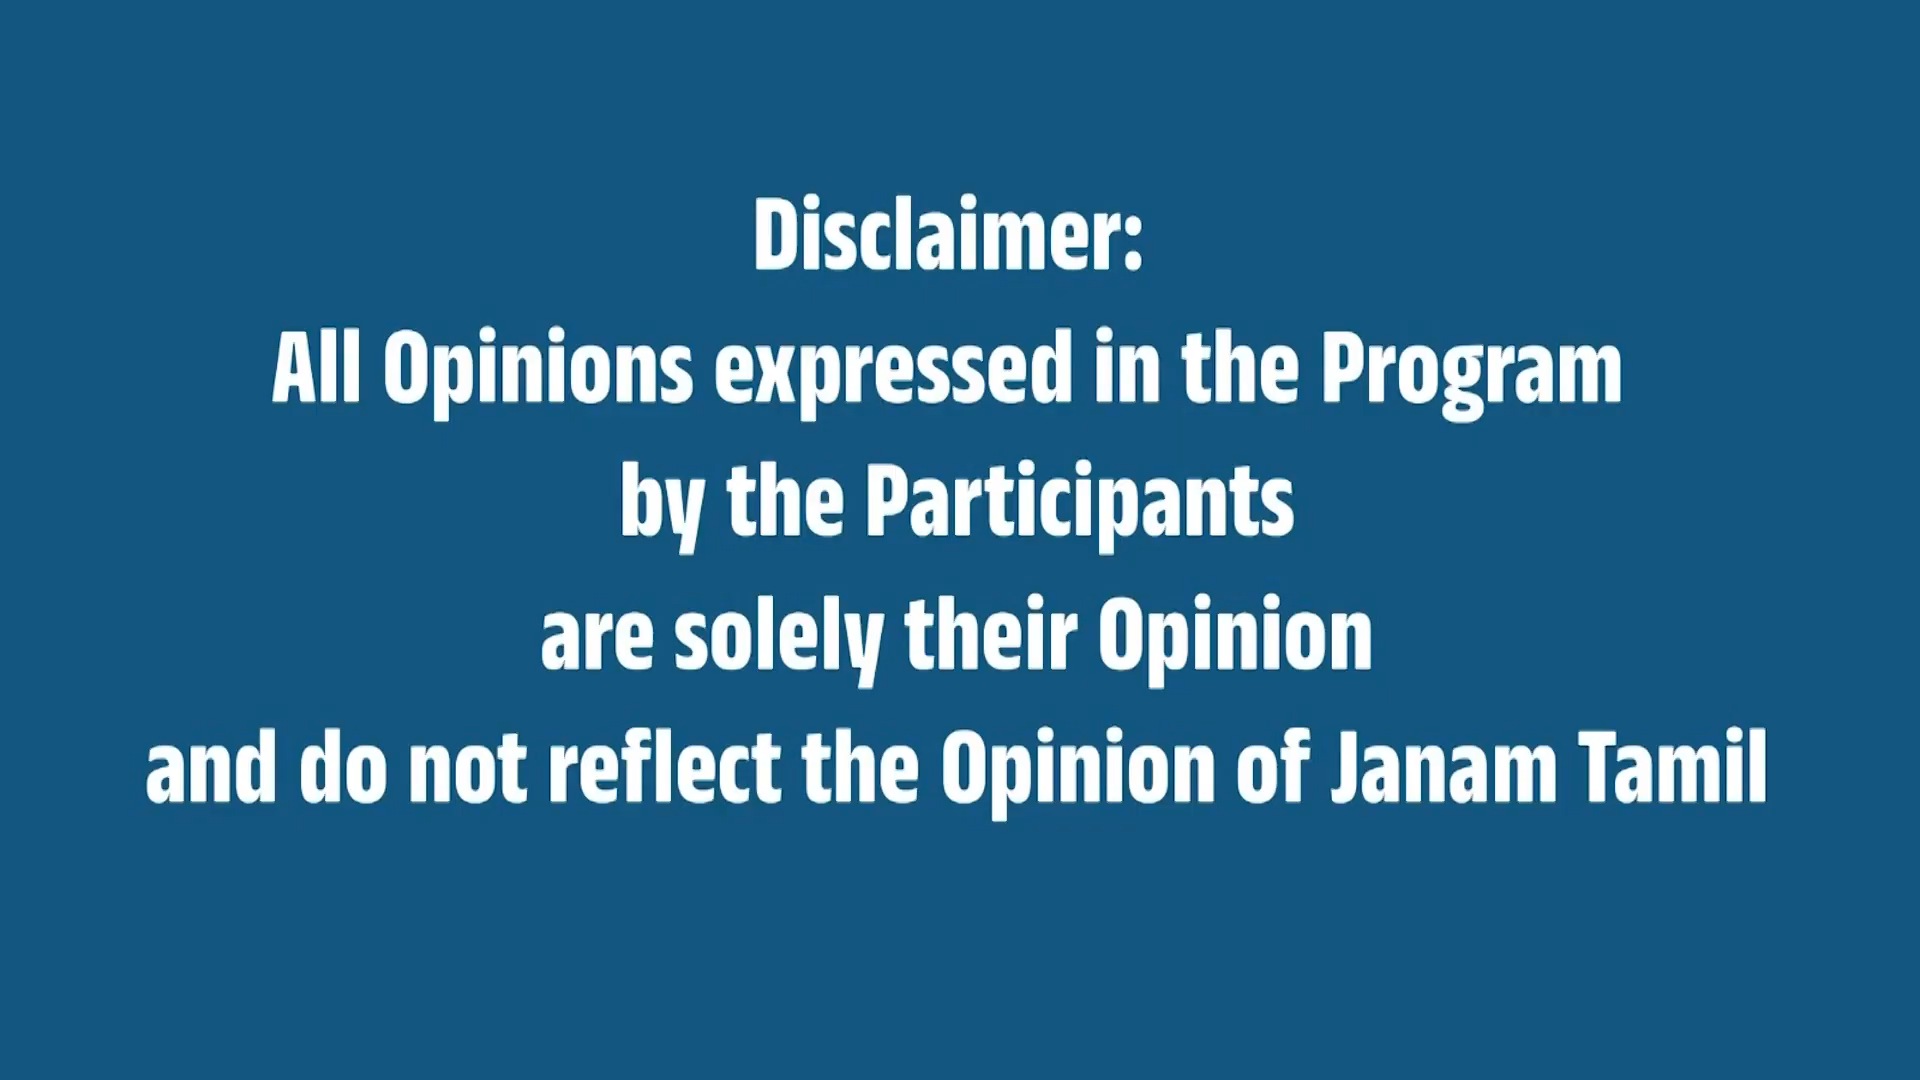 Disclaimer:
All Opinions expressed in the Program
by the Participants
are solely their Opinion
and do not reflect the Opinion of Janam Tamil